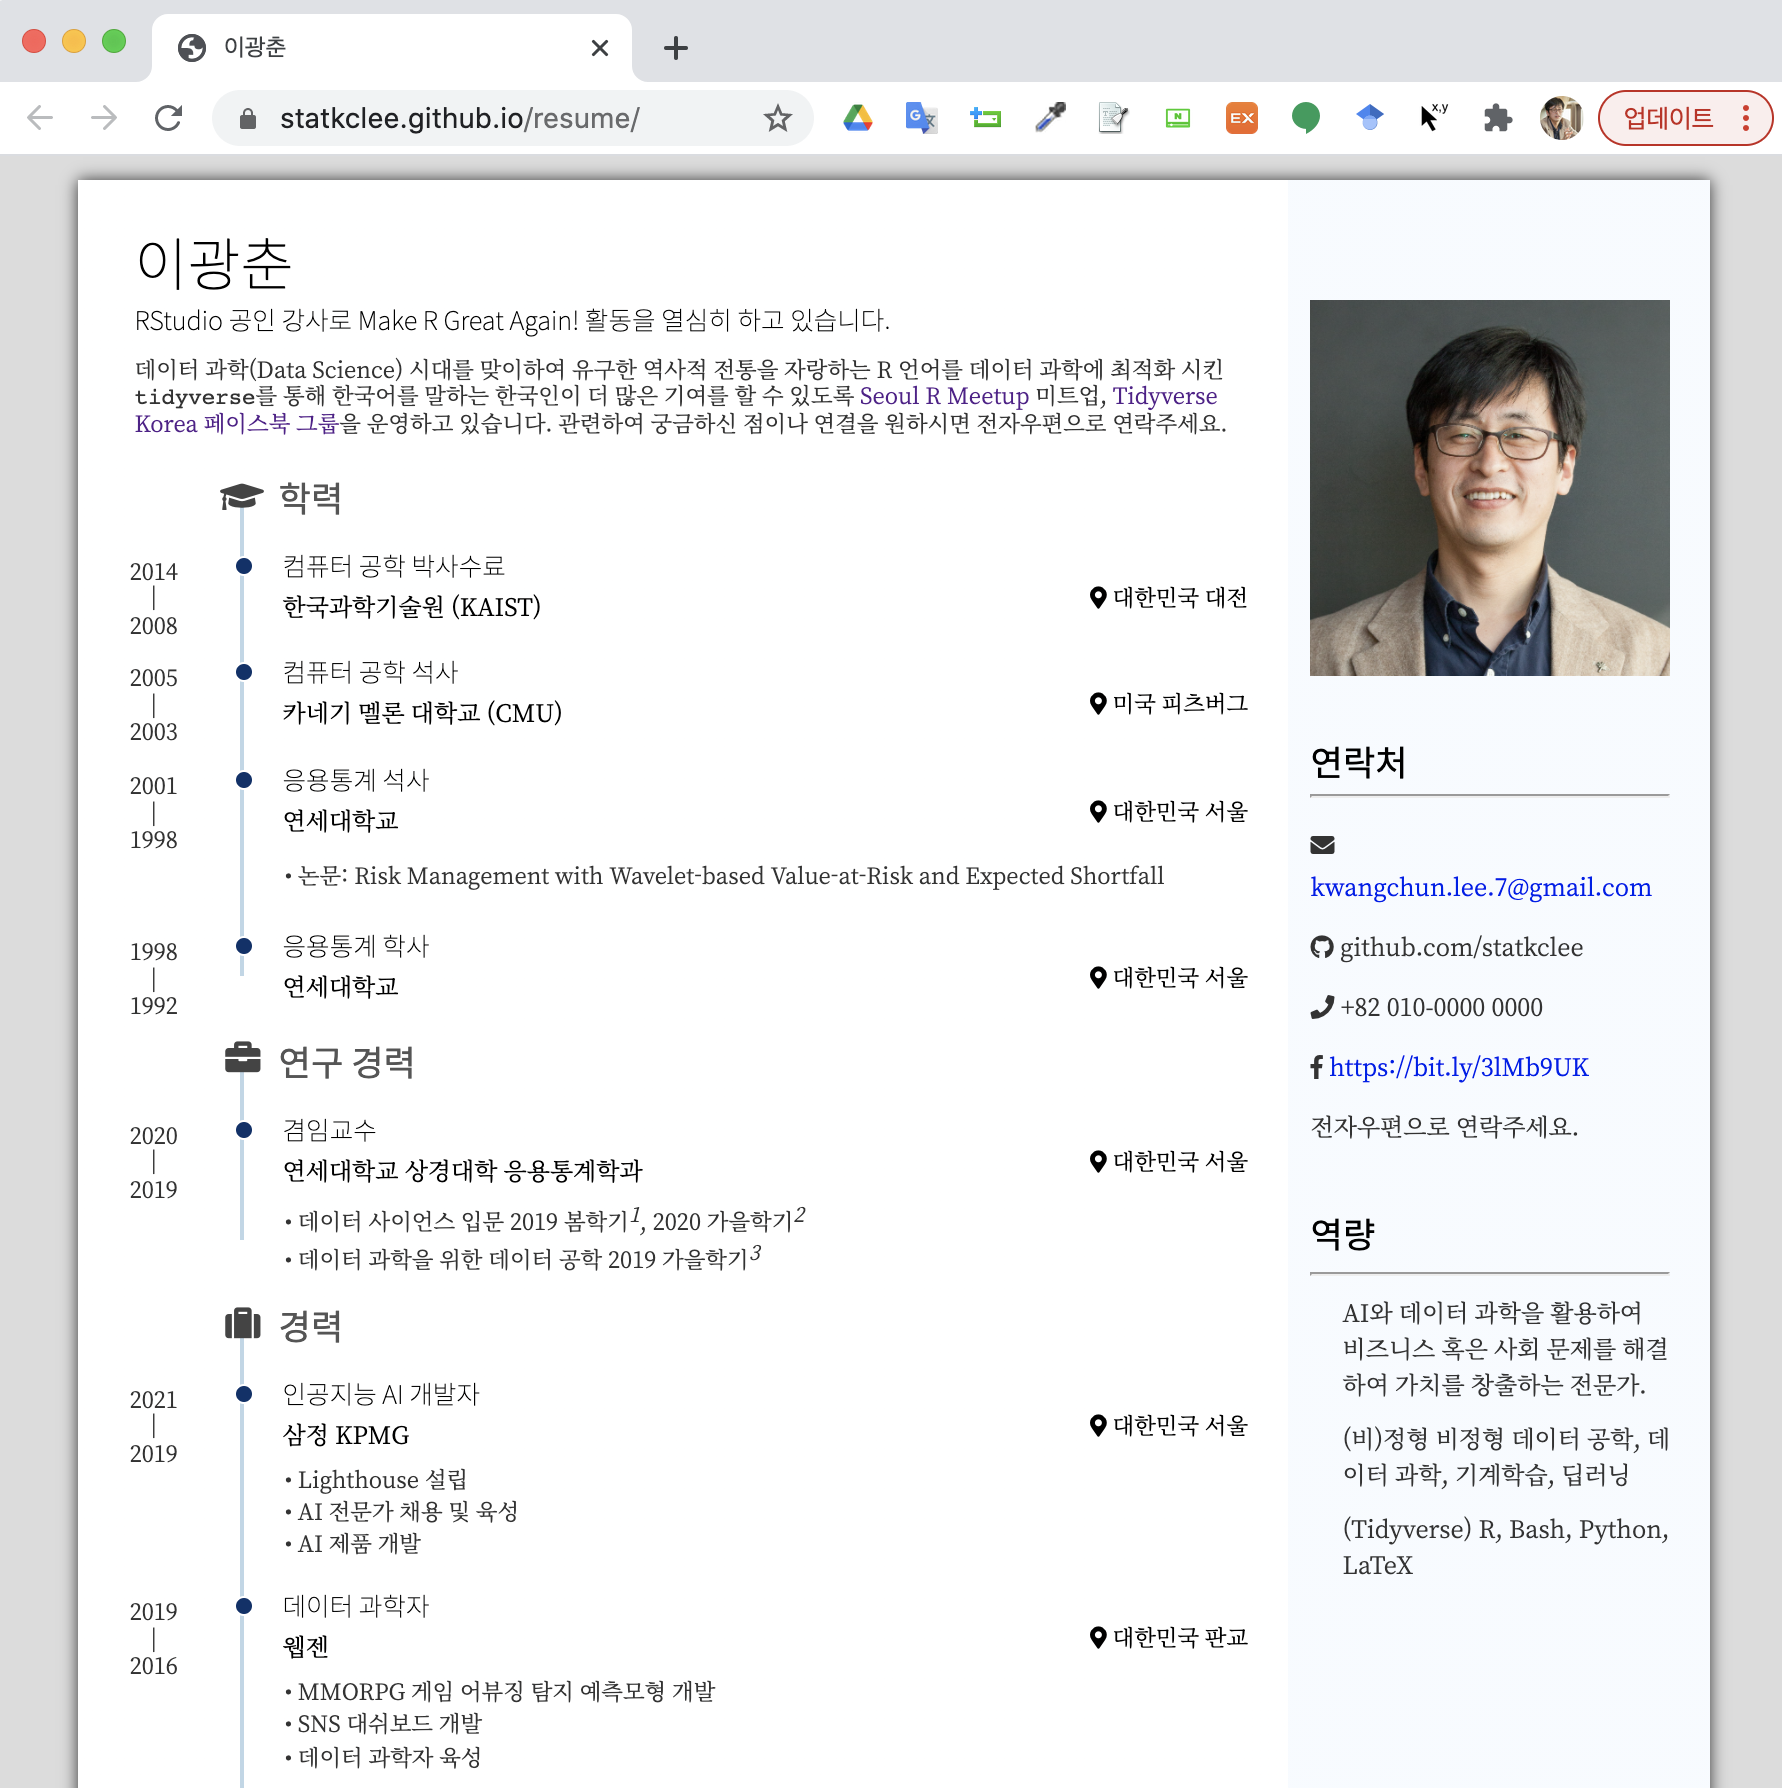 이광춘
statkclee.github.io/resume/
EX
x,y
업데이트
이광춘
RStudio 공인 강사로 Make R Great Again! 활동을 열심히 하고 있습니다.
데이터 과학(Data Science) 시대를 맞이하여 유구한 역사적 전통을 자랑하는 R 언어를 데이터 과학에 최적화 시킨
tidyverse를 통해 한국어를 말하는 한국인이 더 많은 기여를 할 수 있도록 Seoul R Meetup 미트업, Tidyverse
Korea 페이스북 그룹을 운영하고 있습니다. 관련하여 궁금하신 점이나 연결을 원하시면 전자우편으로 연락주세요.
학력
2014
|
2008
컴퓨터 공학 박사수료
한국과학기술원 (KAIST)
대한민국 대전
2005
|
2003
컴퓨터 공학 석사
카네기 멜론 대학교 (CMU)
미국 피츠버그
2001
|
1998
응용통계 석사
연세대학교
대한민국 서울
• 논문: Risk Management with Wavelet-based Value-at-Risk and Expected Shortfall
1998
|
1992
응용통계 학사
연세대학교
대한민국 서울
연구 경력
2020
|
2019
겸임교수
연세대학교 상경대학 응용통계학과
대한민국 서울
• 데이터 사이언스 입문 2019 봄학기1, 2020 가을학기2
• 데이터 과학을 위한 데이터 공학 2019 가을학기3
경력
2021
|
2019
인공지능 AI 개발자
삼정 KPMG
대한민국 서울
• Lighthouse 설립
• AI 전문가 채용 및 육성
• AI 제품 개발
2019
|
2016
데이터 과학자
웹젠
대한민국 판교
• MMORPG 게임 어뷰징 탐지 예측모형 개발
• SNS 대쉬보드 개발
• 데이터 과학자 육성
연락처
kwangchun.lee.7@gmail.com
github.com/statkclee
+82 010-0000 0000
https://bit.ly/3lMb9UK
전자우편으로 연락주세요.
역량
AI와 데이터 과학을 활용하여
비즈니스 혹은 사회 문제를 해결
하여 가치를 창출하는 전문가.
(비)정형 비정형 데이터 공학, 데
이터 과학, 기계학습, 딥러닝
(Tidyverse) R, Bash, Python,
LaTeX